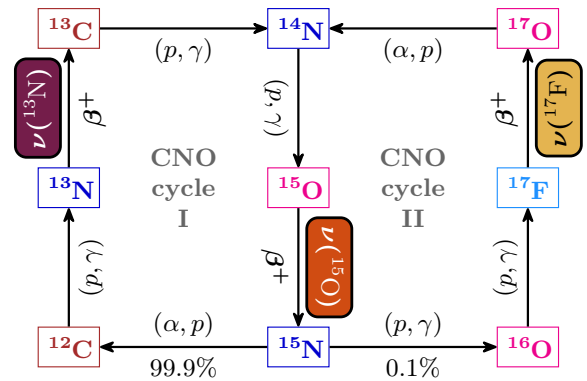 ¹³C
(p, γ)
¹⁴N
(α, p)
¹⁷O
ν(¹³N)
β⁺
(p, γ)
β⁺
ν(¹⁷F)
CNO
cycle
I
CNO
cycle
II
¹³N
¹⁵O
¹⁷F
(p, γ)
β⁺
ν(¹⁵O)
(p, γ)
¹²C
(α, p)
99.9%
¹⁵N
(p, γ)
0.1%
¹⁶O